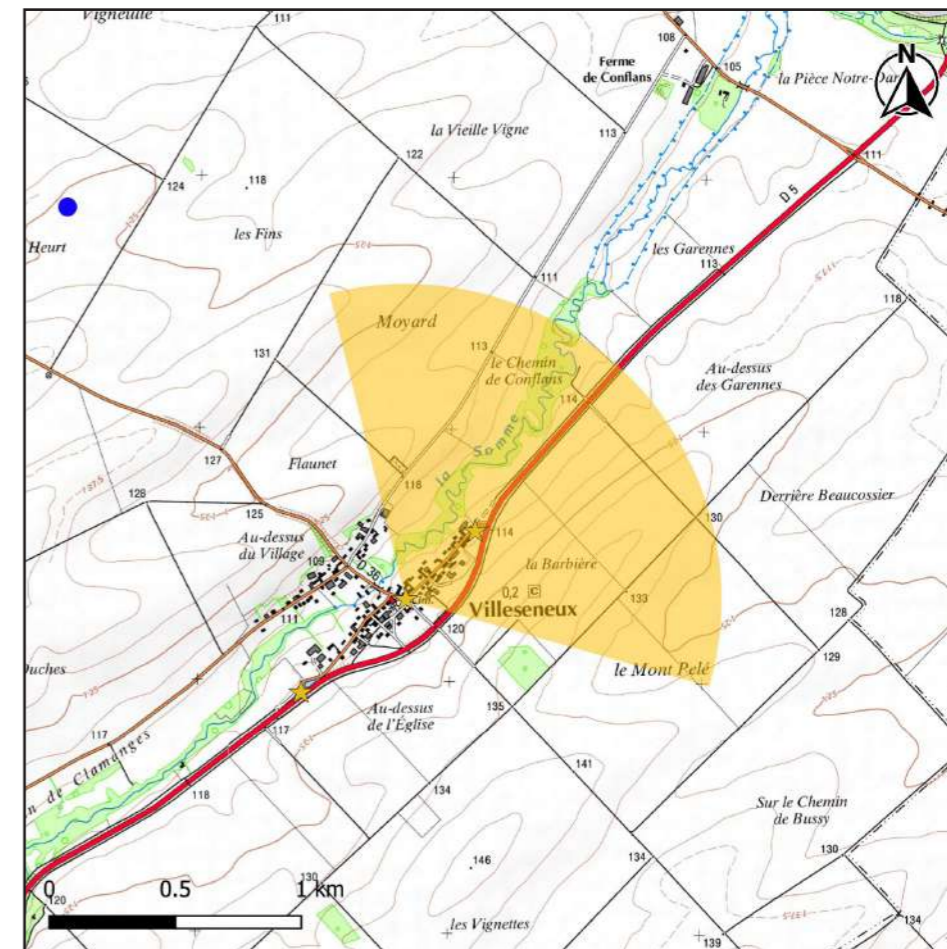 Vigneulle
111
108
Ferme
de Conflans
105
N
la Pièce Notre-Dam
la Vieille Vigne
113
111
122
124
118
D 5
Heurt
les Fins
les Garennes
113
111
118
Moyard
131
113
le Chemin
de Conflans
114
Au-dessus
des Garennes
la Somme
127
Flaunet
118
128
125
130
Derrière Beaucossier
Au-dessus
du Village
114
109
D 36
la Barbière
0,2 C
133
Villeseneux
111
120
128
Ouches
le Mont Pelé
129
Au-dessus
de l'Église
135
117
117
n de Clamanges
141
118
134
Sur le Chemin
de Bussy
130
0 0.5 1 km
120
146
134
134
les Vignettes
139